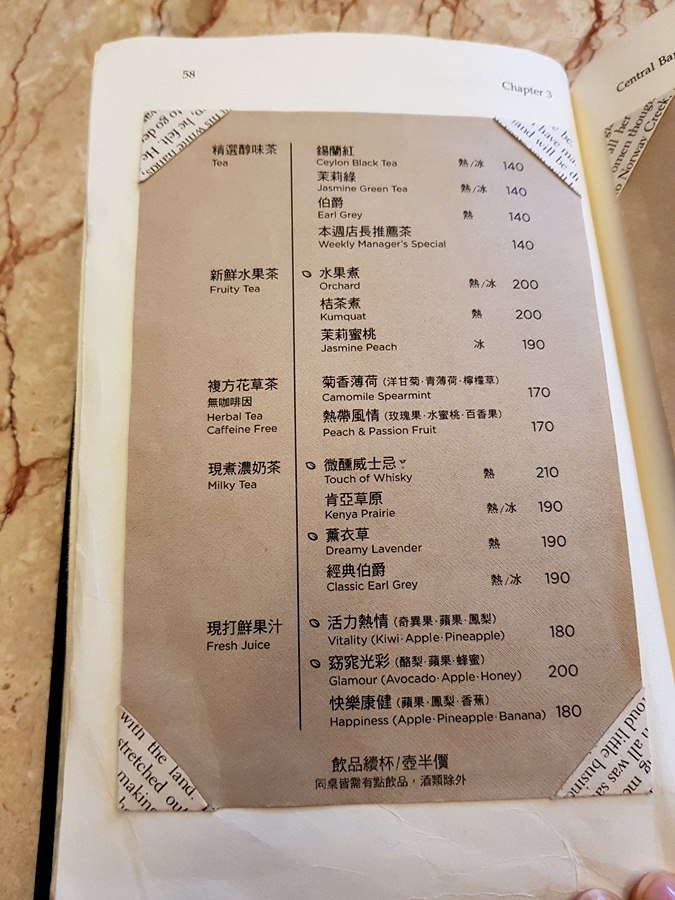 58
Chapter 3
Central Ba
精選醇味茶
Tea
錫蘭紅
Ceylon Black Tea 熱/冰 140
茉莉綠
Jasmine Green Tea 熱/冰 140
伯爵
Earl Grey 熱 140
本週店長推薦茶
Weekly Manager's Special 140
新鮮水果茶
Fruity Tea
水果煮
Orchard 熱/冰 200
桔茶煮
Kumquat 熱 200
茉莉蜜桃
Jasmine Peach 冰 190
複方花草茶
無咖啡因
Herbal Tea
Caffeine Free
菊香薄荷 (洋甘菊·青薄荷·檸檬草)
Camomile Spearmint 170
熱帶風情 (玫瑰果·水蜜桃·百香果)
Peach & Passion Fruit 170
現煮濃奶茶
Milky Tea
微醺威士忌
Touch of Whisky 熱 210
肯亞草原
Kenya Prairie 熱/冰 190
薰衣草
Dreamy Lavender 熱 190
經典伯爵
Classic Earl Grey 熱/冰 190
現打鮮果汁
Fresh Juice
活力熱情 (奇異果·蘋果·鳳梨)
Vitality (Kiwi·Apple·Pineapple) 180
窈窕光彩 (酪梨·蘋果·蜂蜜)
Glamour (Avocado·Apple·Honey) 200
快樂康健 (蘋果·鳳梨·香蕉)
Happiness (Apple·Pineapple·Banana) 180
飲品續杯/壺半價
同桌皆需有點飲品，酒類除外
with the land.
stretched out
making